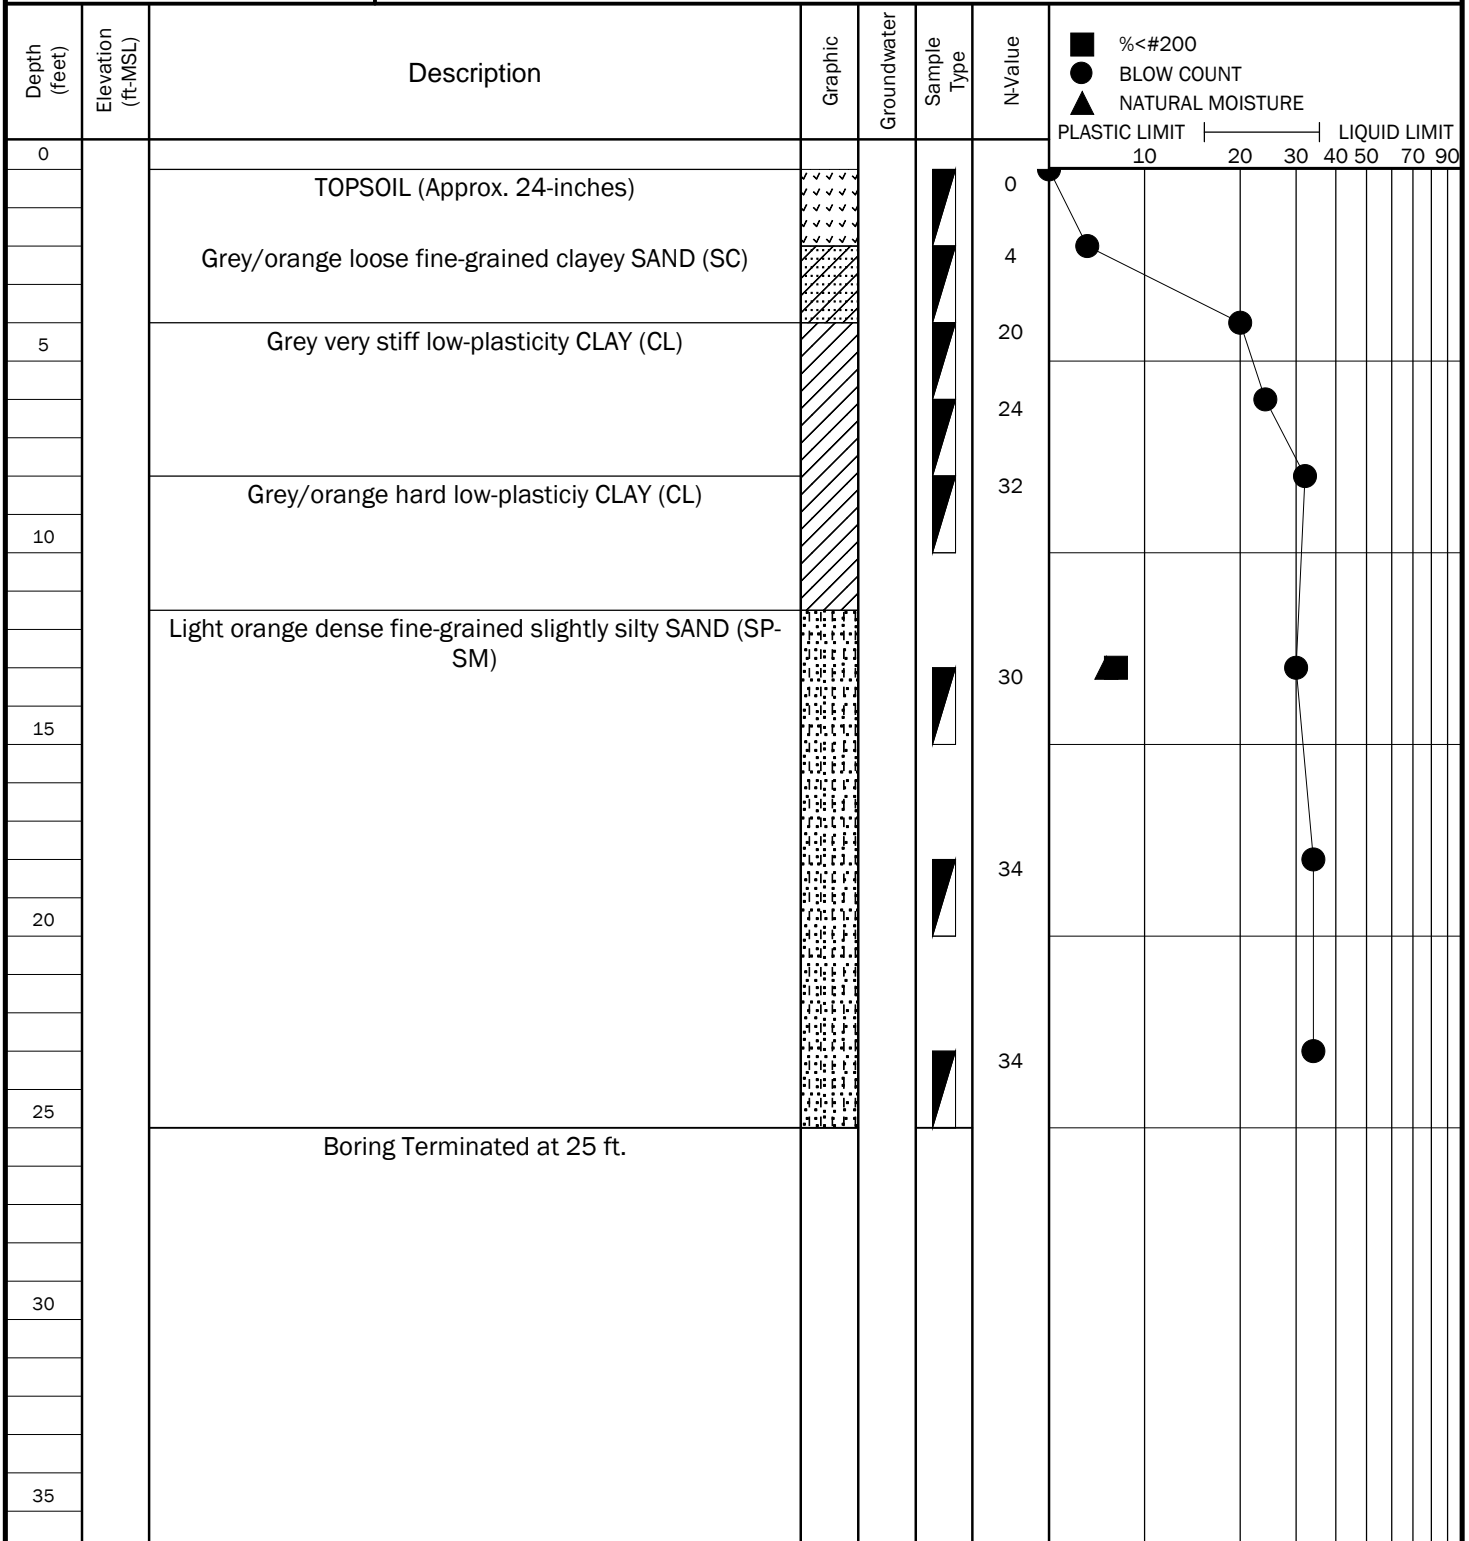 Depth
(feet)
Elevation
(ft-MSL)
Description
Graphic
Groundwater
Sample
Type
N-Value
%<#200
BLOW COUNT
NATURAL MOISTURE
PLASTIC LIMIT LIQUID LIMIT
10 20 30 40 50 70 90
0
TOPSOIL (Approx. 24-inches)
0
Grey/orange loose fine-grained clayey SAND (SC)
4
20
5
Grey very stiff low-plasticity CLAY (CL)
24
32
Grey/orange hard low-plasticiy CLAY (CL)
10
Light orange dense fine-grained slightly silty SAND (SP-
SM)
30
15
34
20
34
25
Boring Terminated at 25 ft.
30
35